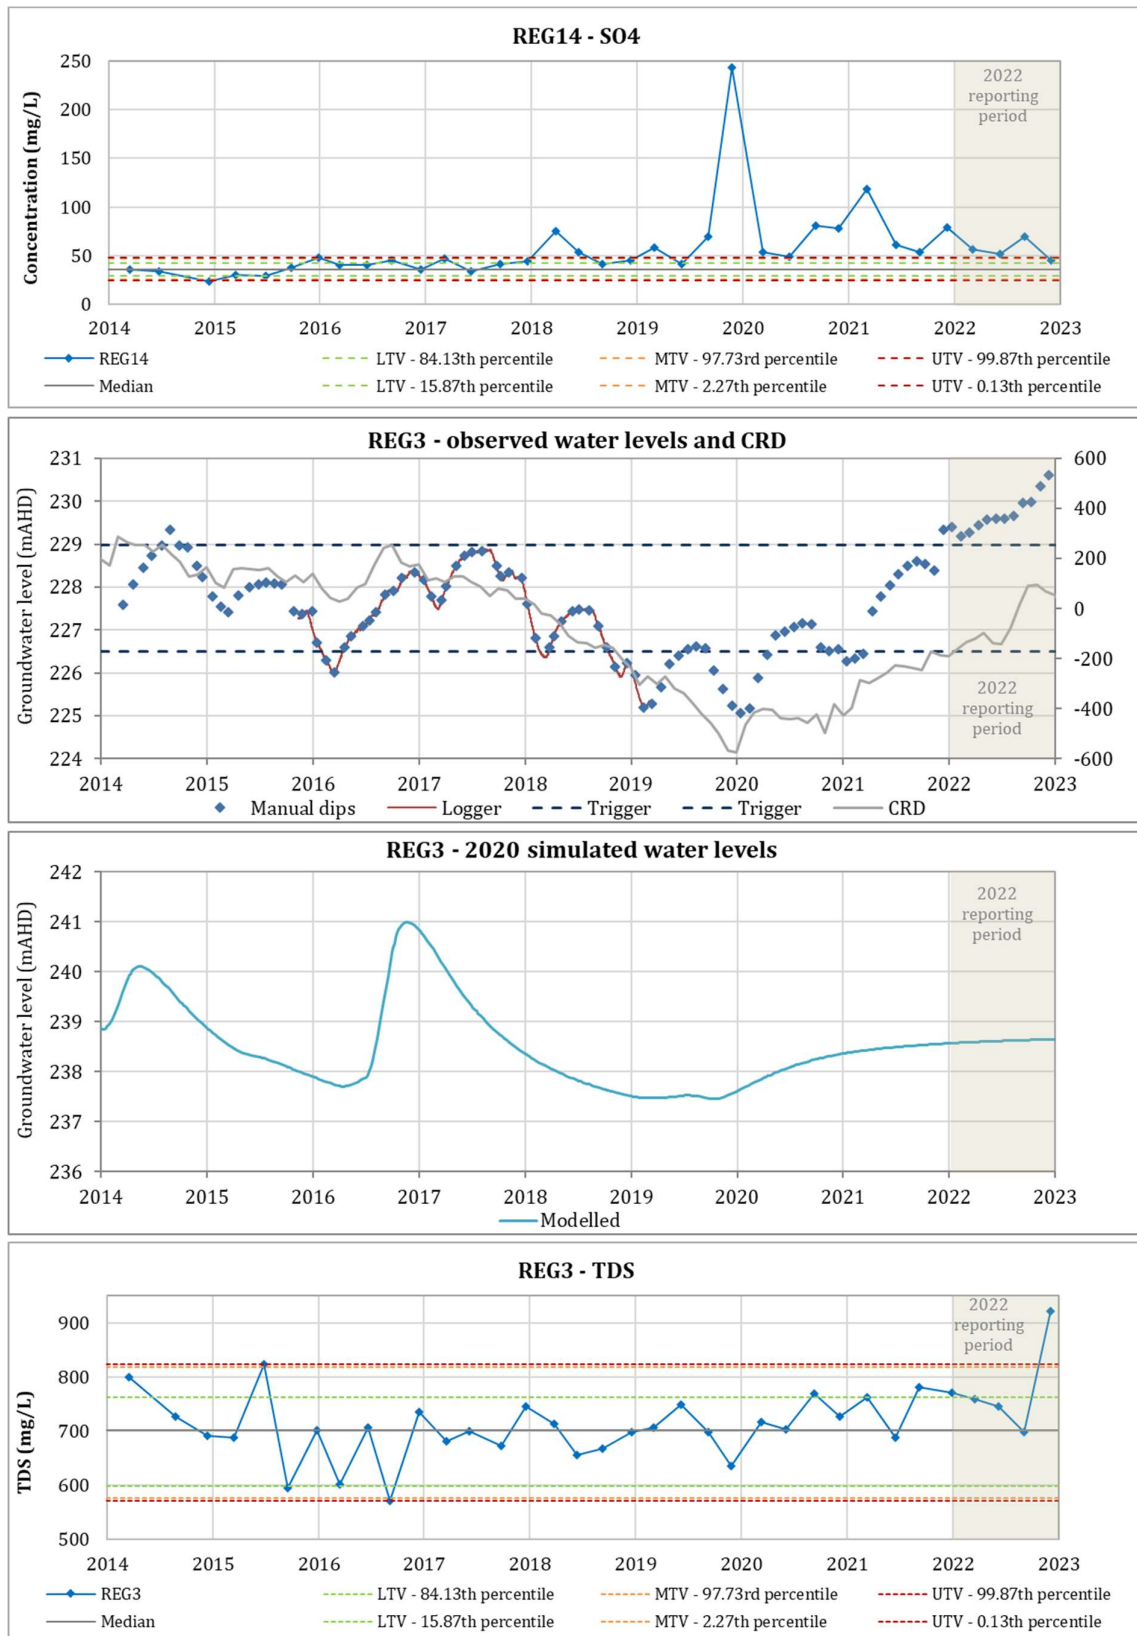 REG14 - SO4
Concentration (mg/L)
250
200
150
100
50
0
2014 2015 2016 2017 2018 2019 2020 2021 2022 2023
2022
reporting
period
REG14 LTV - 84.13th percentile MTV - 97.73rd percentile UTV - 99.87th percentile
Median LTV - 15.87th percentile MTV - 2.27th percentile UTV - 0.13th percentile
REG3 - observed water levels and CRD
Groundwater level (mAHD)
231 600
230 400
229 200
228
227 0
226 -200
225 -400
224 -600
2014 2015 2016 2017 2018 2019 2020 2021 2022 2023
2022
reporting
period
Manual dips Logger Trigger Trigger CRD
REG3 - 2020 simulated water levels
Groundwater level (mAHD)
242
241
240
239
238
237
236
2014 2015 2016 2017 2018 2019 2020 2021 2022 2023
2022
reporting
period
Modelled
REG3 - TDS
TDS (mg/L)
900
800
700
600
500
2014 2015 2016 2017 2018 2019 2020 2021 2022 2023
2022
reporting
period
REG3 LTV - 84.13th percentile MTV - 97.73rd percentile UTV - 99.87th percentile
Median LTV - 15.87th percentile MTV - 2.27th percentile UTV - 0.13th percentile